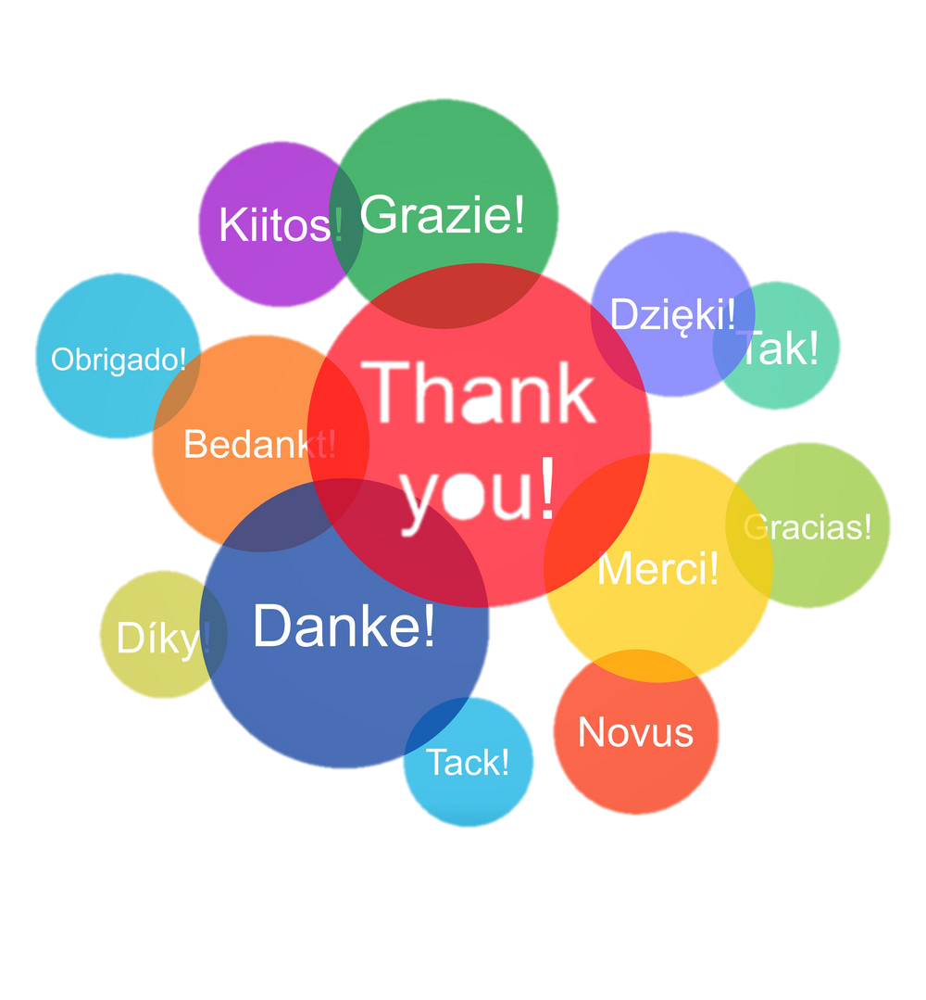 Kiitos!
Grazie!
Dzięki!
Tak!
Obrigado!
Bedankt!
Thank
you!
Gracias!
Merci!
Díky!
Danke!
Novus
Tack!